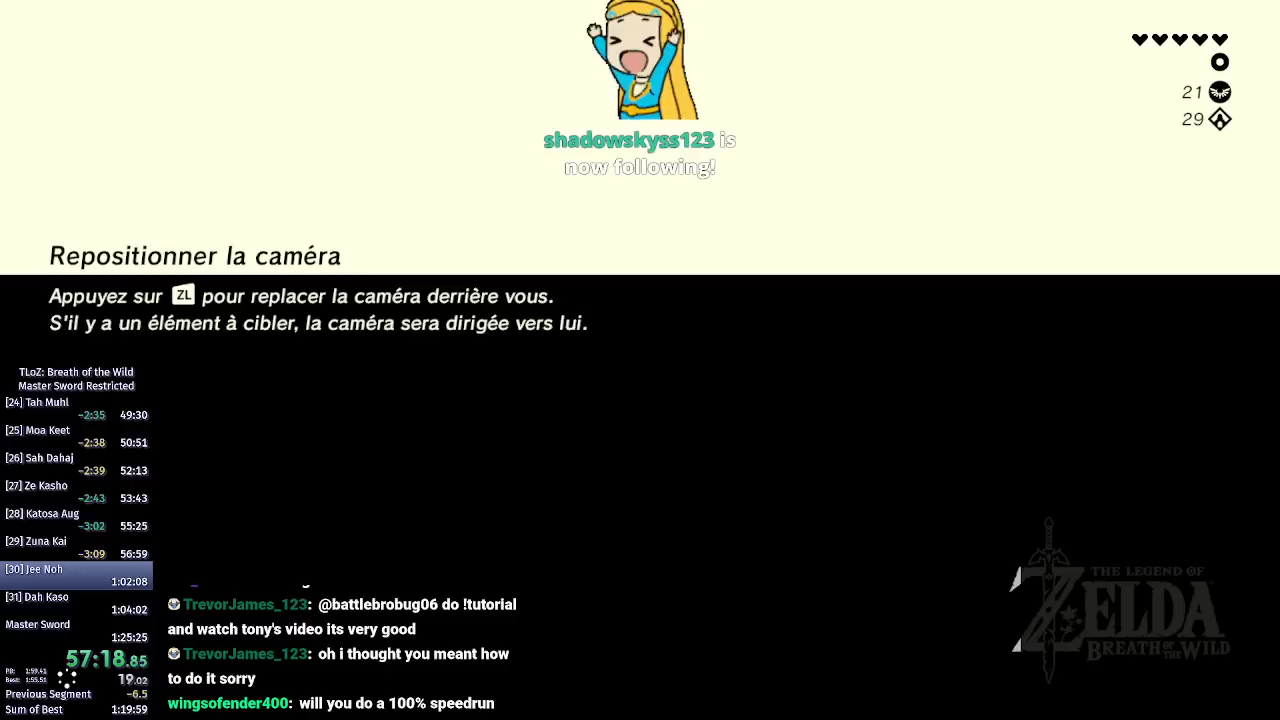 shadowskyss123 is
now following!
21
29
Repositionner la caméra
Appuyez sur ZL pour replacer la caméra derrière vous.
S'il y a un élément à cibler, la caméra sera dirigée vers lui.
TLoZ: Breath of the Wild
Master Sword Restricted
[24] Tah Muhl
-2:35 49:30
[25] Moa Keet
-2:38 50:51
[26] Sah Dahaj
-2:39 52:13
[27] Ze Kasho
-2:43 53:43
[28] Katosa Aug
-3:02 55:25
[29] Zuna Kai
-3:09 56:59
[30] Jee Noh
1:02:08
[31] Dah Kaso
1:04:02
Master Sword
1:25:25
57:18.85
19.02
Previous Segment -6.5
Sum of Best 1:19:59
TrevorJames_123: @battlebrobug06 do !tutorial
and watch tony's video its very good
TrevorJames_123: oh i thought you meant how
to do it sorry
wingsofender400: will you do a 100% speedrun
THE LEGEND OF
ZELDA
BREATH OF THE WILD